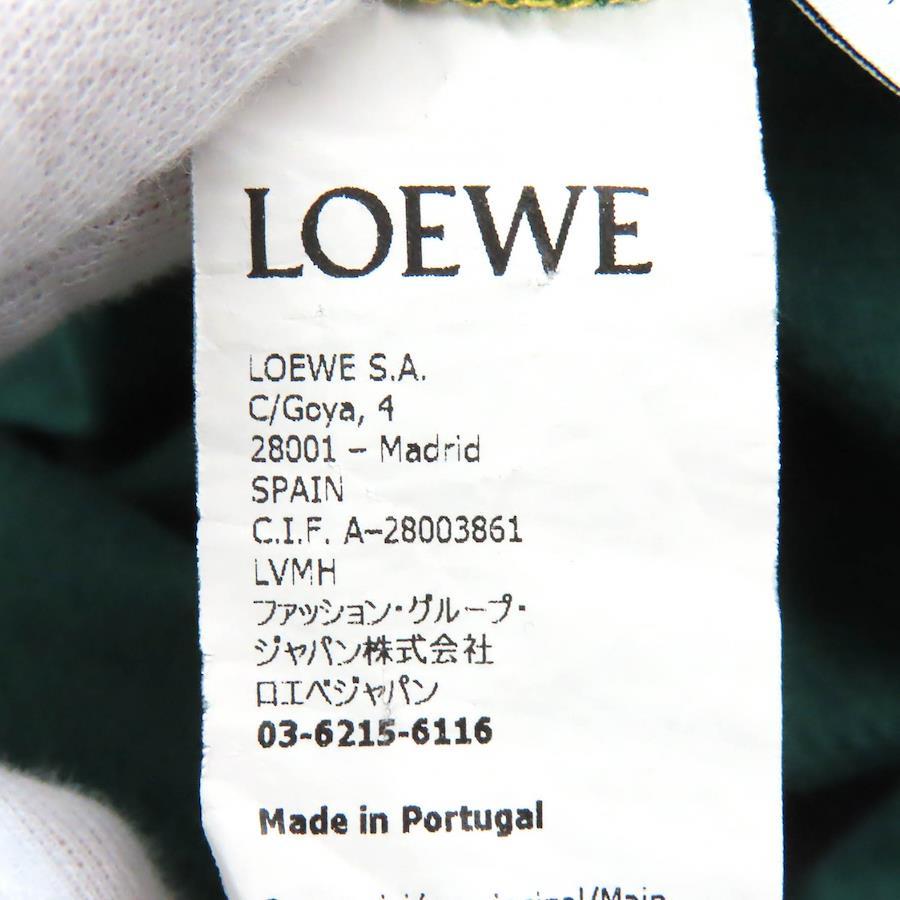 LOEWE
LOEWE S.A.
C/Goya, 4
28001 – Madrid
SPAIN
C.I.F. A–28003861
LVMH
ファッション・グループ・
ジャパン株式会社
ロエベジャパン
03-6215-6116
Made in Portugal